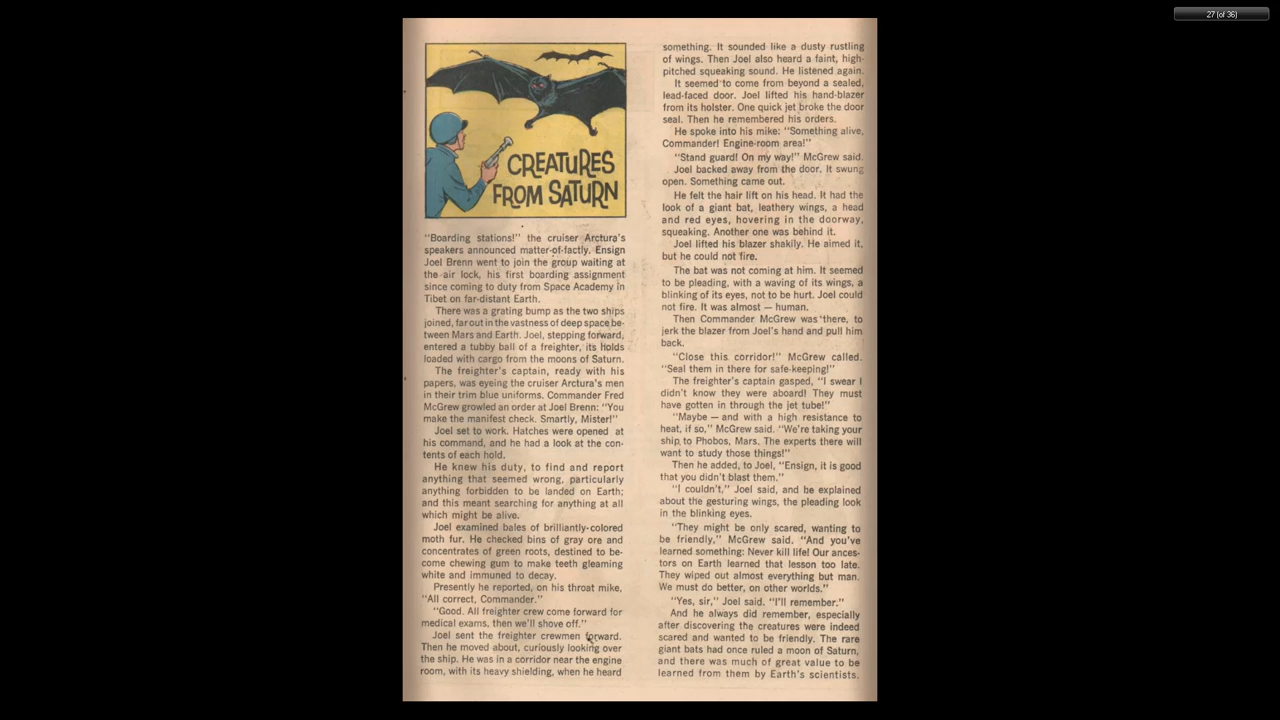 27 (of 36)
CREATURES
FROM SATURN
"Boarding stations!" the cruiser Arctura's
speakers announced matter-of-factly. Ensign
Joel Brenn went to join the group waiting at
the air lock, his first boarding assignment
since coming to duty from Space Academy in
Tibet on far-distant Earth.
There was a grating bump as the two ships
joined, far out in the vastness of deep space be-
tween Mars and Earth. Joel, stepping forward,
entered a tubby ball of a freighter, its holds
loaded with cargo from the moons of Saturn.
The freighter's captain, ready with his
papers, was eyeing the cruiser Arctura's men
in their trim blue uniforms. Commander Fred
McGrew growled an order at Joel Brenn: "You
make the manifest check. Smartly, Mister!"
Joel set to work. Hatches were opened at
his command, and he had a look at the con-
tents of each hold.
He knew his duty, to find and report
anything that seemed wrong, particularly
anything forbidden to be landed on Earth;
and this meant searching for anything at all
which might be alive.
Joel examined bales of brilliantly-colored
moth fur. He checked bins of gray ore and
concentrates of green roots, destined to be-
come chewing gum to make teeth gleaming
white and immuned to decay.
Presently he reported, on his throat mike,
"All correct, Commander."
"Good. All freighter crew come forward for
medical exams, then we'll shove off."
Joel sent the freighter crewmen forward.
Then he moved about, curiously looking over
the ship. He was in a corridor near the engine
room, with its heavy shielding, when he heard
something. It sounded like a dusty rustling
of wings. Then Joel also heard a faint, high-
pitched squeaking sound. He listened again.
It seemed to come from beyond a sealed,
lead-faced door. Joel lifted his hand-blazer
from its holster. One quick jet broke the door
seal. Then he remembered his orders.
He spoke into his mike: "Something alive,
Commander! Engine-room area!"
"Stand guard! On my way!" McGrew said.
Joel backed away from the door. It swung
open. Something came out.
He felt the hair lift on his head. It had the
look of a giant bat, leathery wings, a head
and red eyes, hovering in the doorway,
squeaking. Another one was behind it.
Joel lifted his blazer shakily. He aimed it,
but he could not fire.
The bat was not coming at him. It seemed
to be pleading, with a waving of its wings, a
blinking of its eyes, not to be hurt. Joel could
not fire. It was almost — human.
Then Commander McGrew was there, to
jerk the blazer from Joel's hand and pull him
back.
"Close this corridor!" McGrew called.
"Seal them in there for safe-keeping!"
The freighter's captain gasped, "I swear I
didn't know they were aboard! They must
have gotten in through the jet tube!"
"Maybe — and with a high resistance to
heat, if so," McGrew said. "We're taking your
ship to Phobos, Mars. The experts there will
want to study those things!"
Then he added, to Joel, "Ensign, it is good
that you didn't blast them."
"I couldn't," Joel said, and be explained
about the gesturing wings, the pleading look
in the blinking eyes.
"They might be only scared, wanting to
be friendly," McGrew said. "And you've
learned something: Never kill life! Our ances-
tors on Earth learned that lesson too late.
They wiped out almost everything but man.
We must do better, on other worlds."
"Yes, sir," Joel said. "I'll remember."
And he always did remember, especially
after discovering the creatures were indeed
scared and wanted to be friendly. The rare
giant bats had once ruled a moon of Saturn,
and there was much of great value to be
learned from them by Earth's scientists.